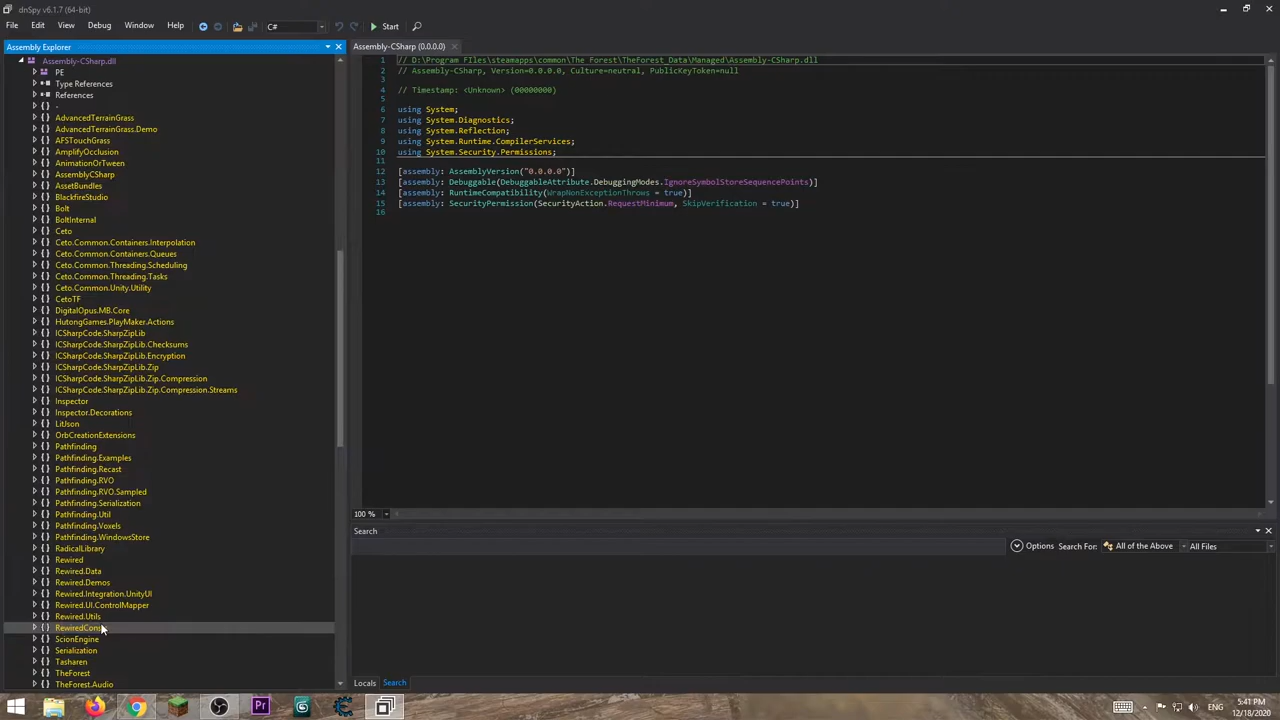 dnSpy v6.1.7 (64-bit)
File Edit View Debug Window Help C# Start
Assembly Explorer
Assembly-CSharp (0.0.0.0)
Assembly-CSharp.dll
PE
Type References
References
-
AdvancedTerrainGrass
AdvancedTerrainGrass.Demo
AFSTouchGrass
AmplifyOcclusion
AnimationOrTween
AssemblyCSharp
AssetBundles
BlackfireStudio
Bolt
BoltInternal
Ceto
Ceto.Common.Containers.Interpolation
Ceto.Common.Containers.Queues
Ceto.Common.Threading.Scheduling
Ceto.Common.Threading.Tasks
Ceto.Common.Unity.Utility
CetoTF
DigitalOpus.MB.Core
HutongGames.PlayMaker.Actions
ICSharpCode.SharpZipLib
ICSharpCode.SharpZipLib.Checksums
ICSharpCode.SharpZipLib.Encryption
ICSharpCode.SharpZipLib.Zip
ICSharpCode.SharpZipLib.Zip.Compression
ICSharpCode.SharpZipLib.Zip.Compression.Streams
Inspector
Inspector.Decorations
LitJson
OrbCreationExtensions
Pathfinding
Pathfinding.Examples
Pathfinding.Recast
Pathfinding.RVO
Pathfinding.RVO.Sampled
Pathfinding.Serialization
Pathfinding.Util
Pathfinding.Voxels
Pathfinding.WindowsStore
RadicalLibrary
Rewired
Rewired.Data
Rewired.Demos
Rewired.Integration.UnityUI
Rewired.UI.ControlMapper
Rewired.Utils
ScionEngine
Serialization
Tasharen
TheForest
TheForest.Audio
1 // D:\Program Files\steamapps\common\The Forest\TheForest_Data\Managed\Assembly-CSharp.dll
2 // Assembly-CSharp, Version=0.0.0.0, Culture=neutral, PublicKeyToken=null
3
4 // Timestamp: <Unknown> (00000000)
6 using System;
7 using System.Diagnostics;
8 using System.Reflection;
9 using System.Runtime.CompilerServices;
10 using System.Security.Permissions;
11
12 [assembly: AssemblyVersion("0.0.0.0")]
13 [assembly: Debuggable(DebuggableAttribute.DebuggingModes.IgnoreSymbolStoreSequencePoints)]
14 [assembly: RuntimeCompatibility(WrapNonExceptionThrows = true)]
15 [assembly: SecurityPermission(SecurityAction.RequestMinimum, SkipVerification = true)]
16
100 %
Search
Options Search For: All of the Above All Files
Locals Search
Pr
ENG 5:41 PM
12/18/2020